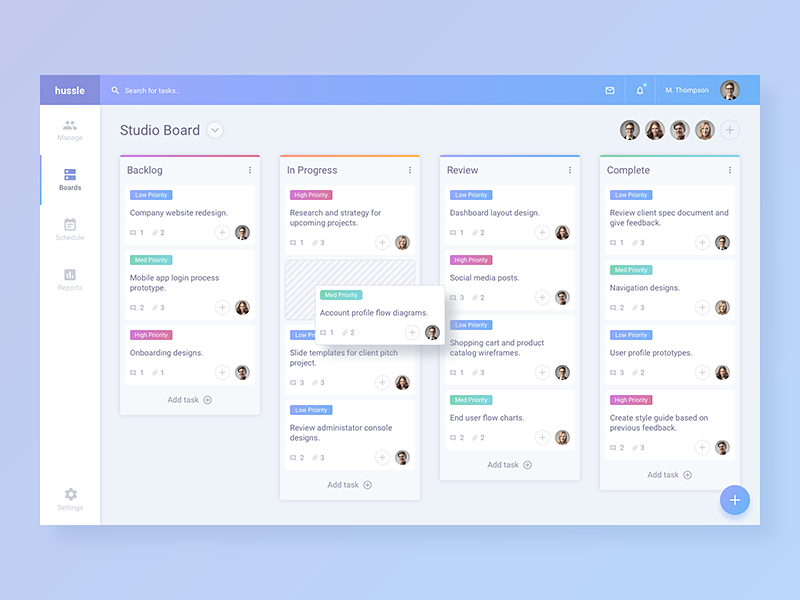 hussle
Search for tasks..
M. Thompson
Manage
Boards
Schedule
Reports
Settings
Studio Board
Backlog
Low Priority
Company website redesign.
1 2
Med Priority
Mobile app login process
prototype.
2 3
High Priority
Onboarding designs.
1 1
Add task
In Progress
High Priority
Research and strategy for
upcoming projects.
1 3
Med Priority
Account profile flow diagrams.
1 2
Low Pri
Slide templates for client pitch
project.
3 3
Low Priority
Review administator console
designs.
2 3
Add task
Review
Low Priority
Dashboard layout design.
1 2
High Priority
Social media posts.
3 2
Low Priority
Shopping cart and product
catalog wireframes.
1 3
Med Priority
End user flow charts.
2 2
Add task
Complete
Low Priority
Review client spec document and
give feedback.
1 3
Med Priority
Navigation designs.
2 3
Low Priority
User profile prototypes.
3 2
High Priority
Create style guide based on
previous feedback.
2 3
Add task